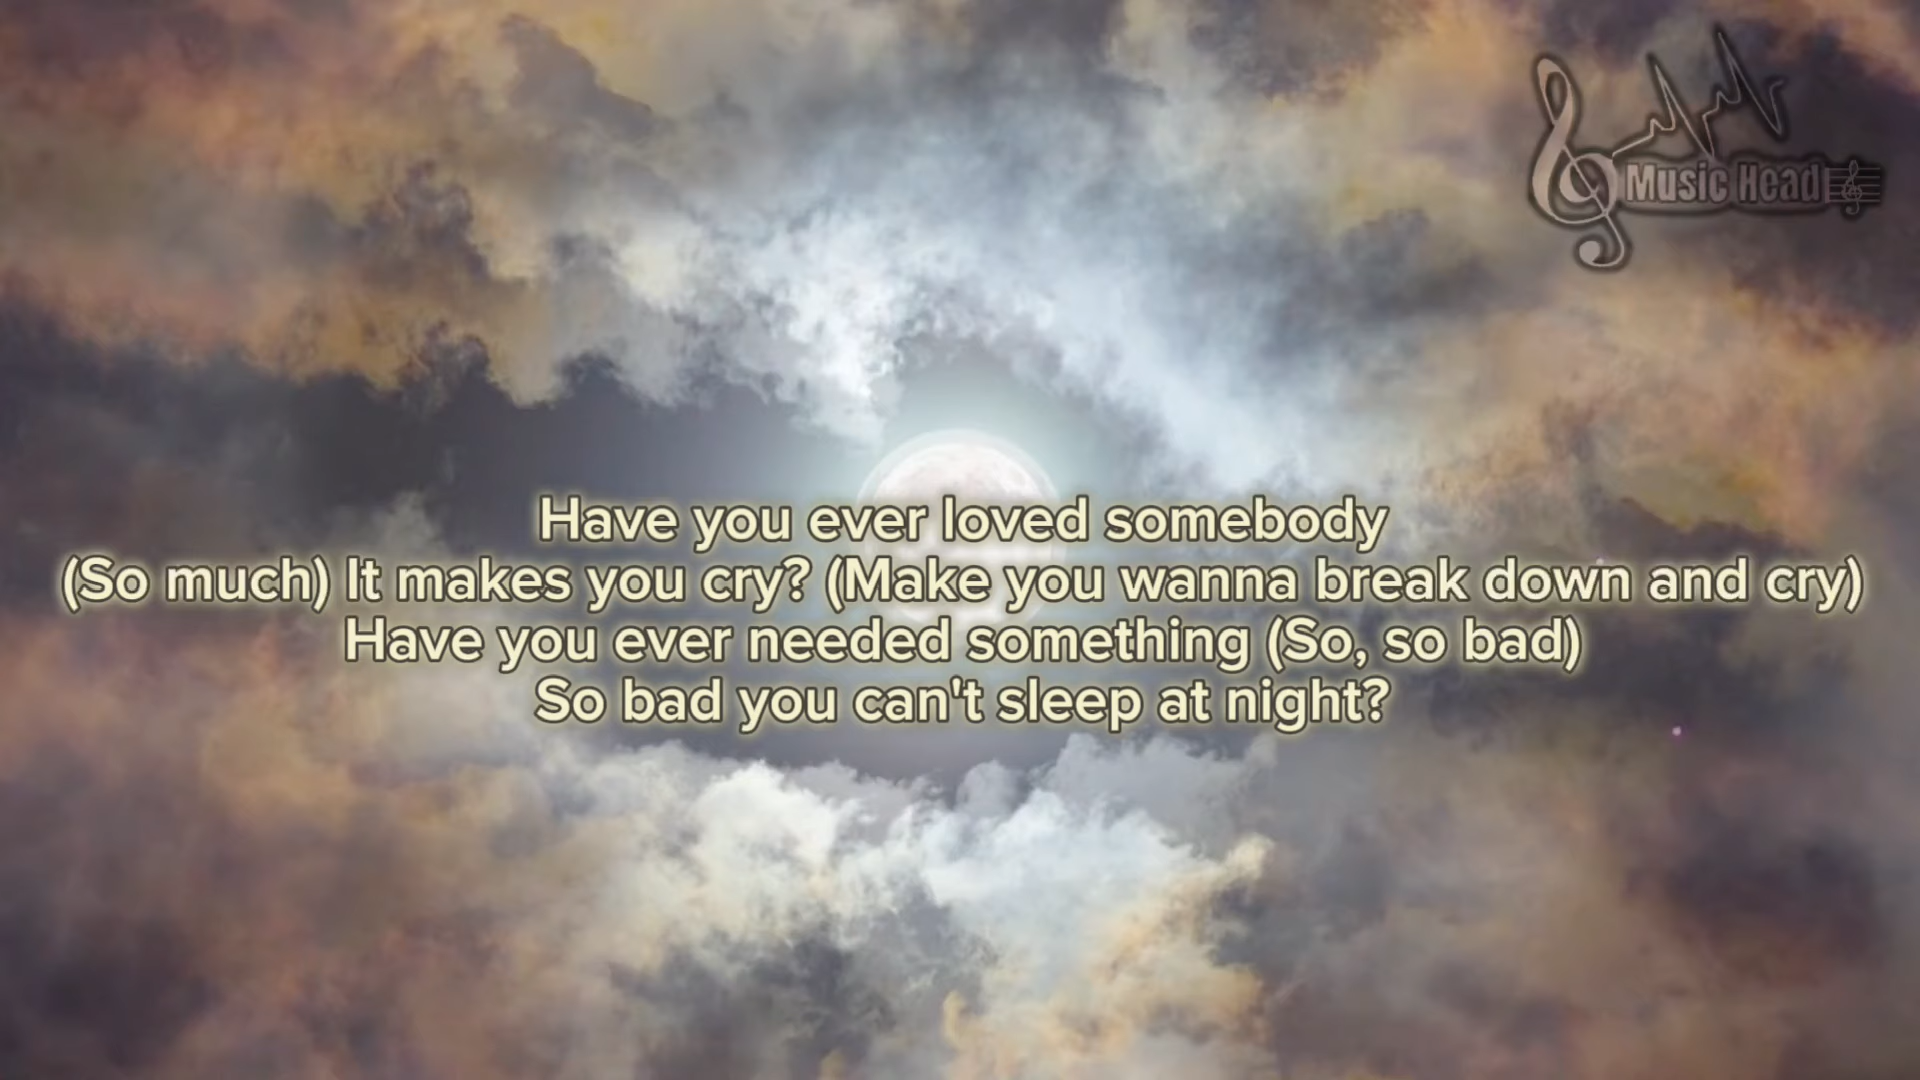 Music Head
Have you ever loved somebody
(So much) It makes you cry? (Make you wanna break down and cry)
Have you ever needed something (So, so bad)
So bad you can't sleep at night?